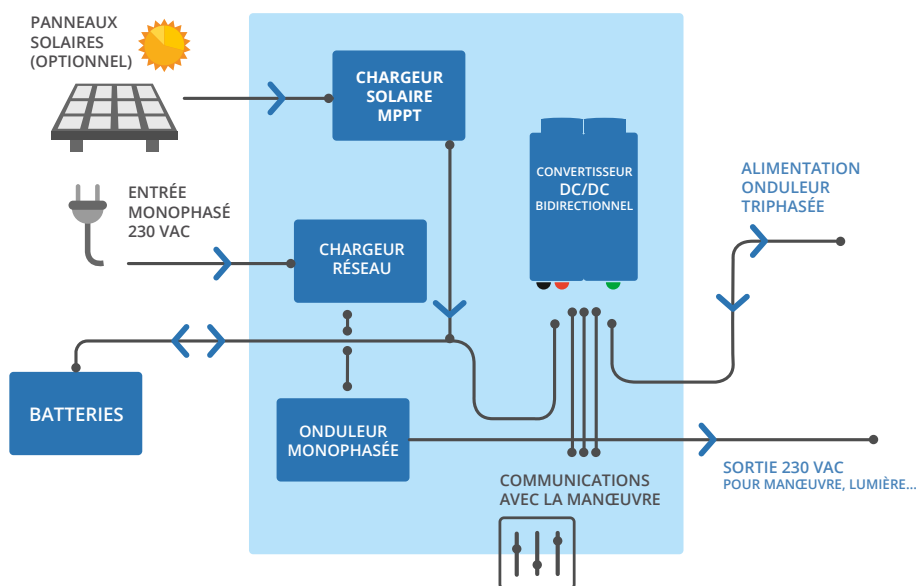 PANNEAUX
SOLAIRES
(OPTIONNEL)
CHARGEUR
SOLAIRE
MPPT
CONVERTISSEUR
DC/DC
BIDIRECTIONNEL
ALIMENTATION
ONDULEUR
TRIPHASÉE
ENTRÉE
MONOPHASÉ
230 VAC
CHARGEUR
RÉSEAU
BATTERIES
ONDULEUR
MONOPHASÉE
SORTIE 230 VAC
POUR MANŒUVRE, LUMIÈRE...
COMMUNICATIONS
AVEC LA MANŒUVRE